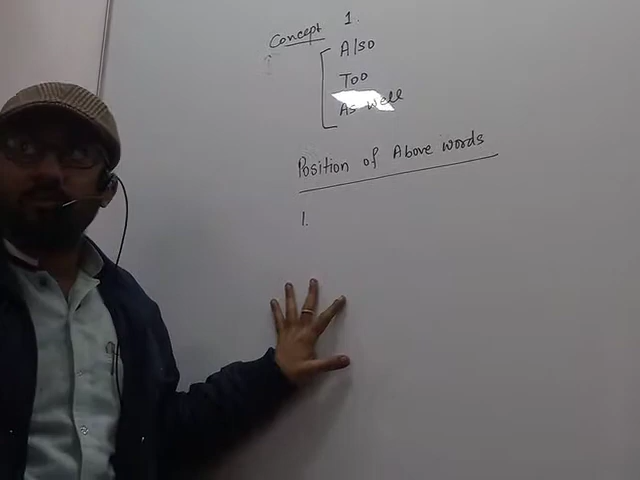 Concept 1.
Also
Too
As well
Position of Above words
1.